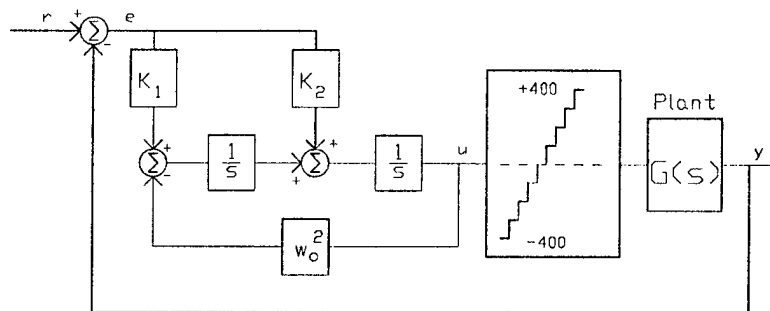 r + Σ e
-
K1 K2
+400
Plant
+ Σ - 1/s + + Σ 1/s u G(s) y
-400
w0^2